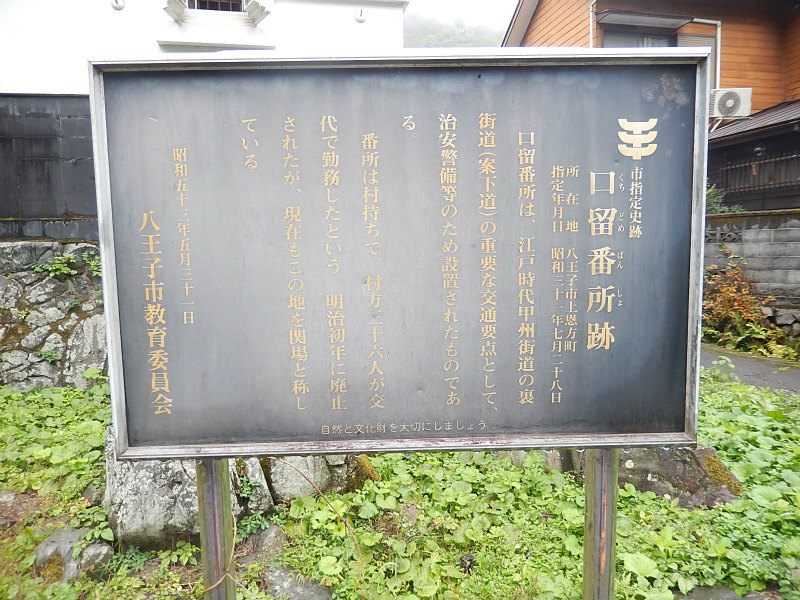 市指定史跡
口留番所跡
くち どめ ばん しょ
所在地 八王子市上恩方町
指定年月日 昭和三十一年七月二十八日
口留番所は、江戸時代甲州街道の裏
街道(案下道)の重要な交通要点として、
治安警備等のため設置されたものであ
る。
番所は村持ちで、村方三十六人が交
代で勤務したという 明治初年に廃止
されたが、現在もこの地を関場と称し
ている。
昭和五十三年五月三十一日
八王子市教育委員会
自然と文化財を大切にしましょう